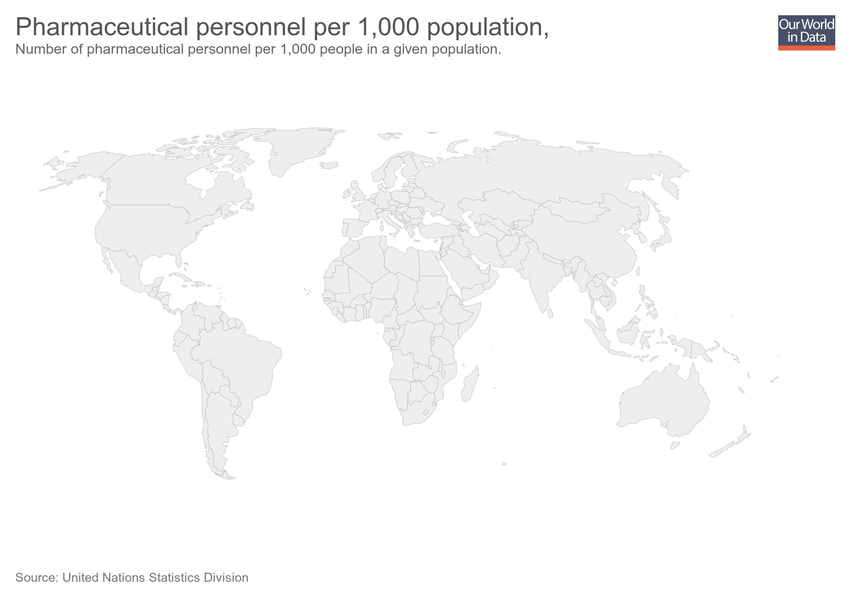 Pharmaceutical personnel per 1,000 population,
Number of pharmaceutical personnel per 1,000 people in a given population.
Our World
in Data
Source: United Nations Statistics Division